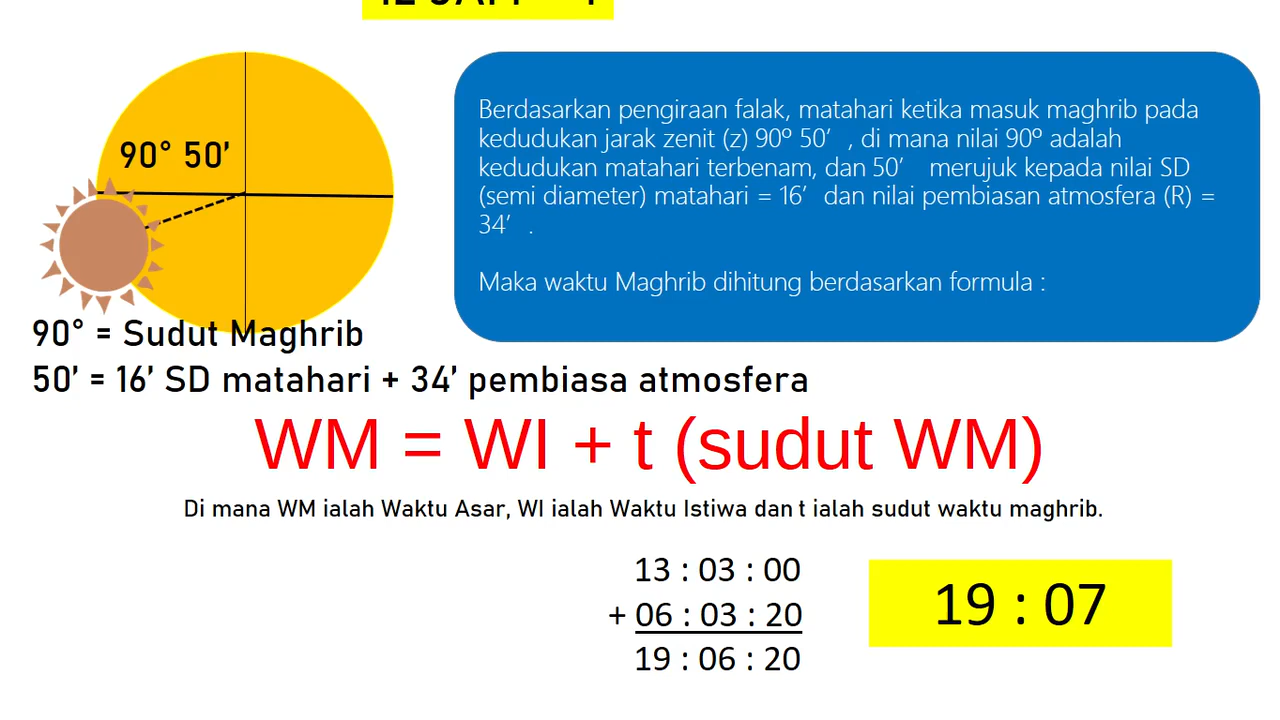 90° 50’
Berdasarkan pengiraan falak, matahari ketika masuk maghrib pada
kedudukan jarak zenit (z) 90º 50’ , di mana nilai 90º adalah
kedudukan matahari terbenam, dan 50’ merujuk kepada nilai SD
(semi diameter) matahari = 16’ dan nilai pembiasan atmosfera (R) =
34’ .
Maka waktu Maghrib dihitung berdasarkan formula :
90° = Sudut Maghrib
50’ = 16’ SD matahari + 34’ pembiasa atmosfera
WM = WI + t (sudut WM)
Di mana WM ialah Waktu Asar, WI ialah Waktu Istiwa dan t ialah sudut waktu maghrib.
13 : 03 : 00
+ 06 : 03 : 20
19 : 06 : 20
19 : 07